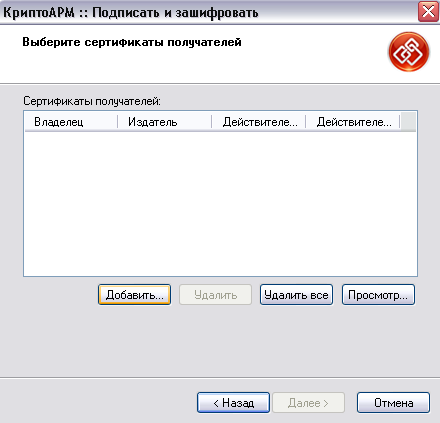 КриптоАРМ :: Подписать и зашифровать
Выберите сертификаты получателей
Сертификаты получателей:
Владелец Издатель Действителе... Действителе...
Добавить... Удалить Удалить все Просмотр...
< Назад Далее > Отмена